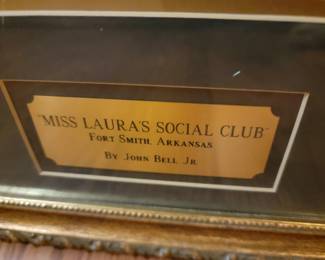 "MISS LAURA'S SOCIAL CLUB"
FORT SMITH, ARKANSAS
BY JOHN BELL JR.